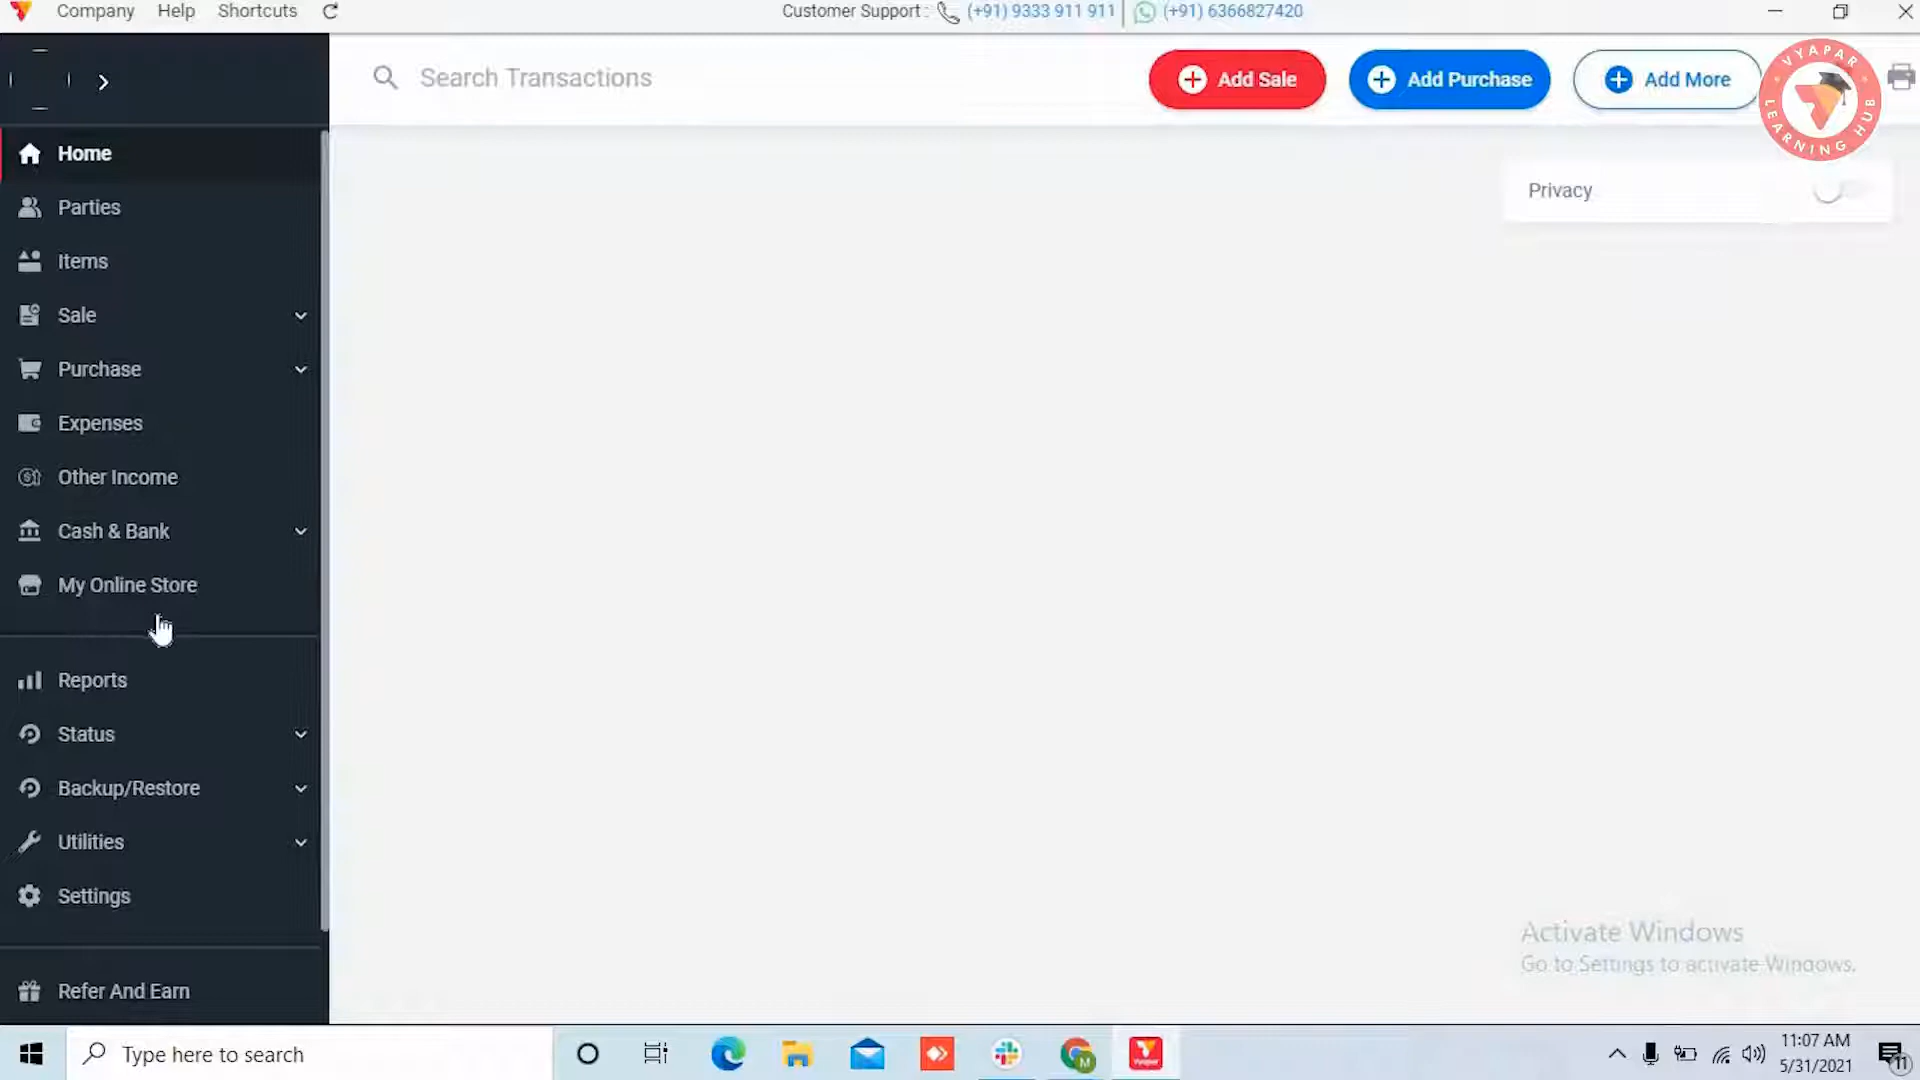 Company Help Shortcuts
Customer Support : (+91) 9333 911 911 | (+91) 6366827420
Search Transactions
Add Sale
Add Purchase
Add More
VYAPAR
LEARNING HUB
Privacy
Home
Parties
Items
Sale
Purchase
Expenses
Other Income
Cash & Bank
My Online Store
Reports
Status
Backup/Restore
Utilities
Settings
Refer And Earn
Activate Windows
Go to Settings to activate Windows.
Type here to search
11:07 AM
5/31/2021
11